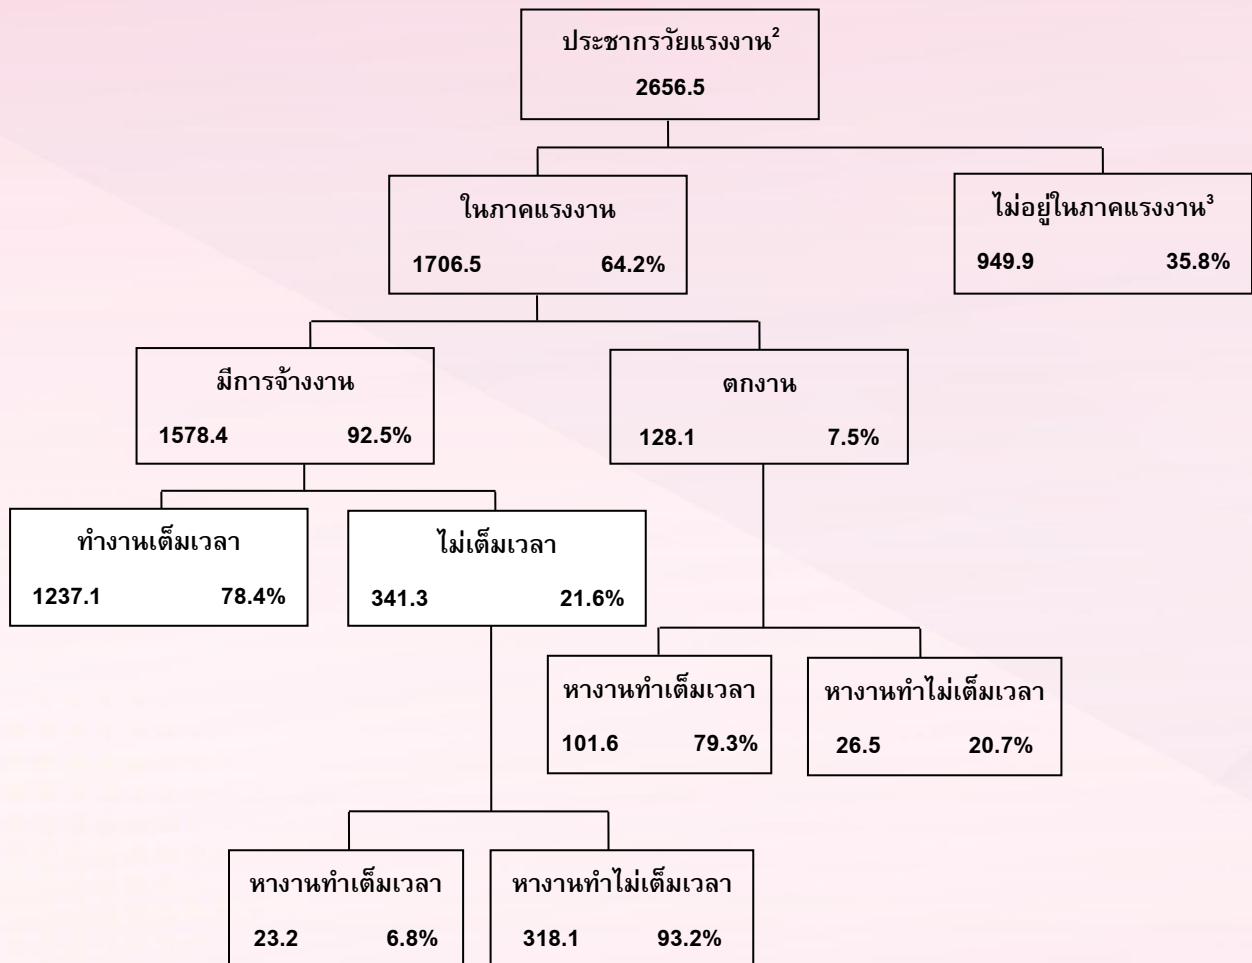 ประชากรวัยแรงงาน²
2656.5
ในภาคแรงงาน
1706.5 64.2%
ไม่อยู่ในภาคแรงงาน³
949.9 35.8%
มีการจ้างงาน
1578.4 92.5%
ตกงาน
128.1 7.5%
ทำงานเต็มเวลา
1237.1 78.4%
ไม่เต็มเวลา
341.3 21.6%
หางานทำเต็มเวลา
101.6 79.3%
หางานทำไม่เต็มเวลา
26.5 20.7%
หางานทำเต็มเวลา
23.2 6.8%
หางานทำไม่เต็มเวลา
318.1 93.2%